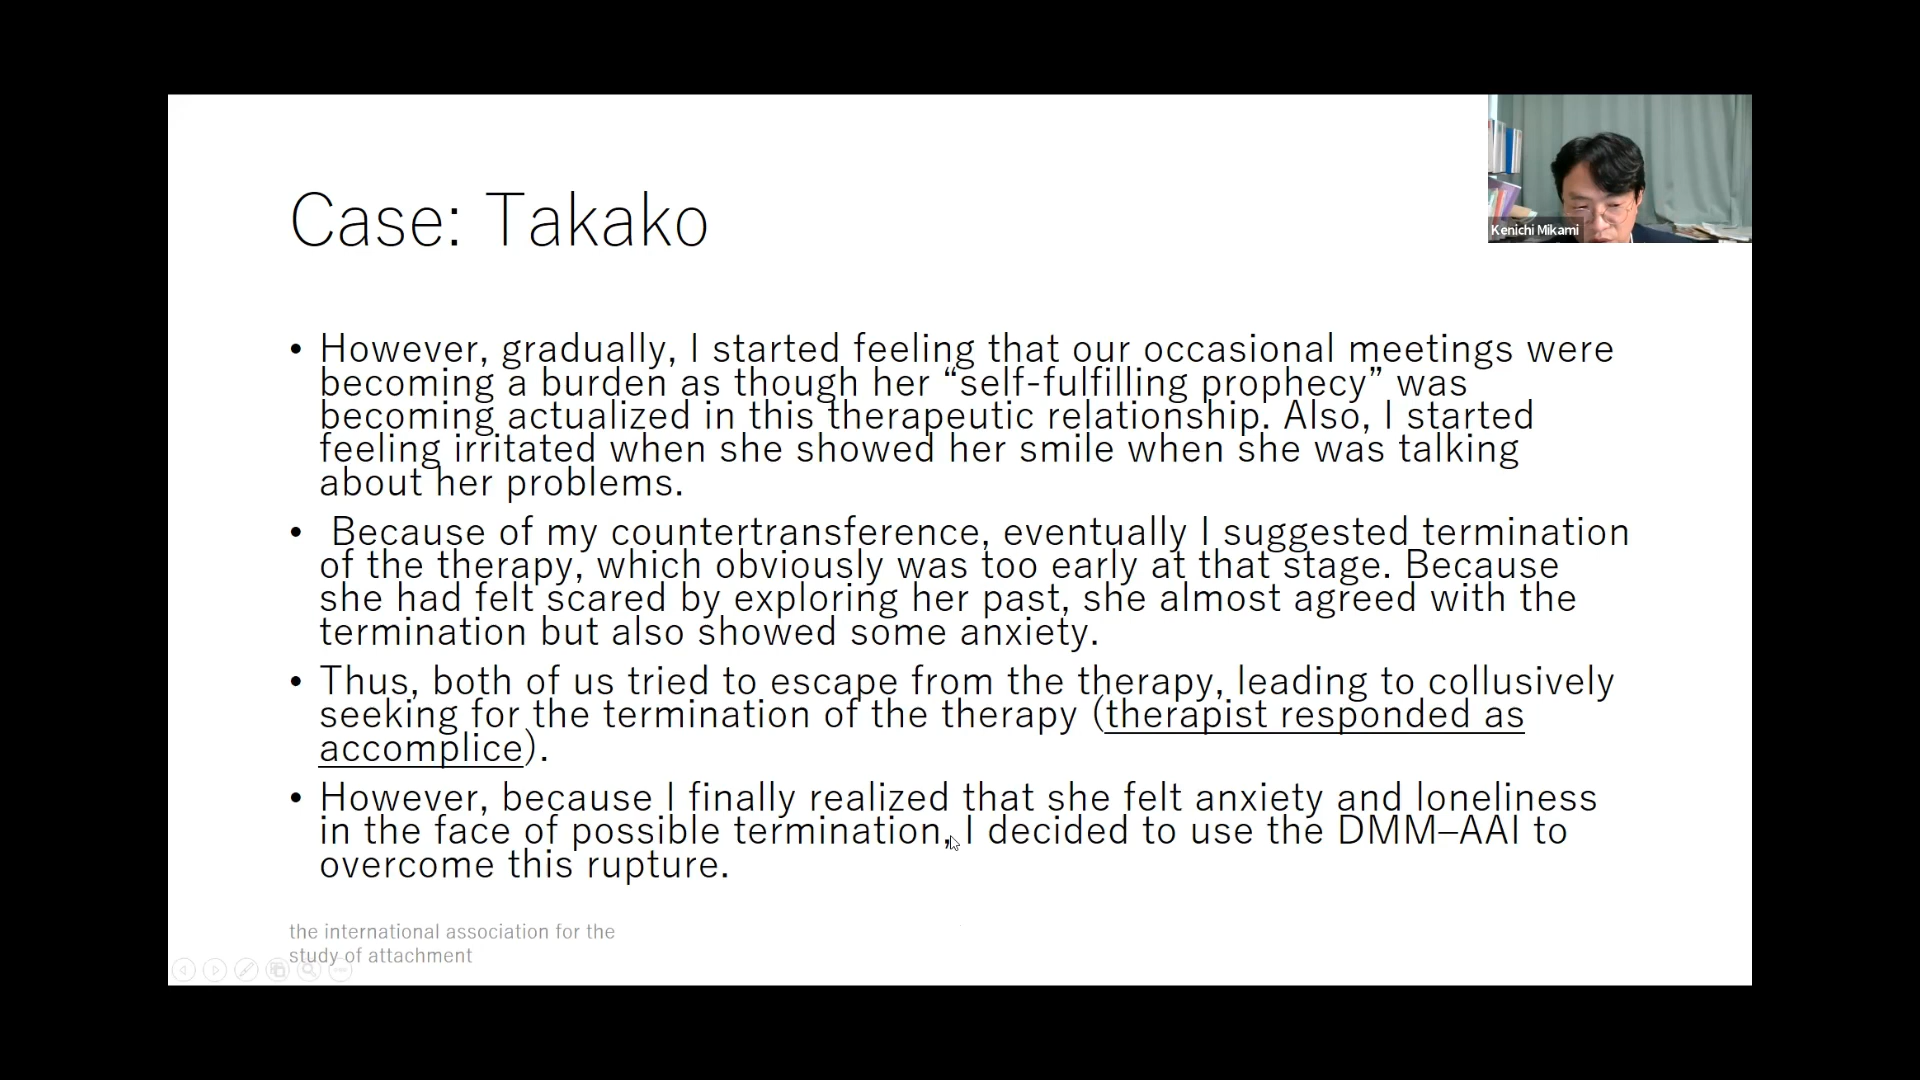 Kenichi Mikami
Case: Takako
• However, gradually, I started feeling that our occasional meetings were
becoming a burden as though her “self-fulfilling prophecy” was
becoming actualized in this therapeutic relationship. Also, I started
feeling irritated when she showed her smile when she was talking
about her problems.
• Because of my countertransference, eventually I suggested termination
of the therapy, which obviously was too early at that stage. Because
she had felt scared by exploring her past, she almost agreed with the
termination but also showed some anxiety.
• Thus, both of us tried to escape from the therapy, leading to collusively
seeking for the termination of the therapy (therapist responded as
accomplice).
• However, because I finally realized that she felt anxiety and loneliness
in the face of possible termination, I decided to use the DMM–AAI to
overcome this rupture.
the international association for the
study of attachment